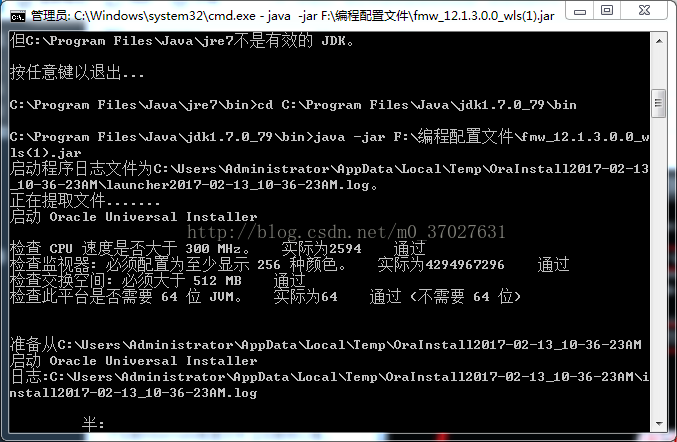 管理员: C:\Windows\system32\cmd.exe - java  -jar F:\编程配置文件\fmw_12.1.3.0.0_wls(1).jar
但C:\Program Files\Java\jre7不是有效的 JDK。
按任意键以退出...
C:\Program Files\Java\jre7\bin>cd C:\Program Files\Java\jdk1.7.0_79\bin
C:\Program Files\Java\jdk1.7.0_79\bin>java -jar F:\编程配置文件\fmw_12.1.3.0.0_w
ls(1).jar
启动程序日志文件为C:\Users\Administrator\AppData\Local\Temp\OraInstall2017-02-13
_10-36-23AM\launcher2017-02-13_10-36-23AM.log。
正在提取文件.......
启动 Oracle Universal Installer
http://blog.csdn.net/m0_37027631
检查 CPU 速度是否大于 300 MHz。   实际为2594    通过
检查监视器: 必须配置为至少显示 256 种颜色。   实际为4294967296    通过
检查交换空间: 必须大于 512 MB    通过
检查此平台是否需要 64 位 JVM。   实际为64    通过 (不需要 64 位)
准备从C:\Users\Administrator\AppData\Local\Temp\OraInstall2017-02-13_10-36-23AM
启动 Oracle Universal Installer
日志:C:\Users\Administrator\AppData\Local\Temp\OraInstall2017-02-13_10-36-23AM\i
nstall2017-02-13_10-36-23AM.log
半: